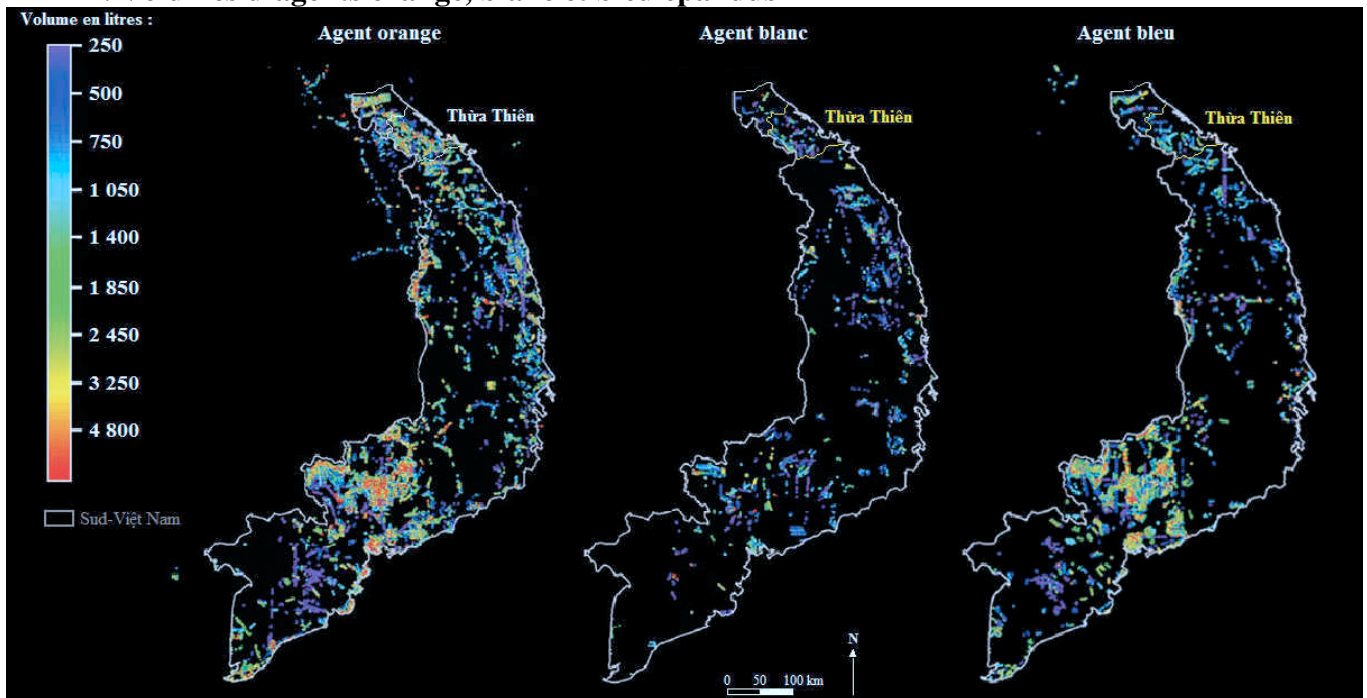 Volume en litres :
250
500
750
1 050
1 400
1 850
2 450
3 250
4 800
Sud-Việt Nam
Agent orange
Thừa Thiên
Agent blanc
Thừa Thiên
Agent bleu
Thừa Thiên
N
0 50 100 km